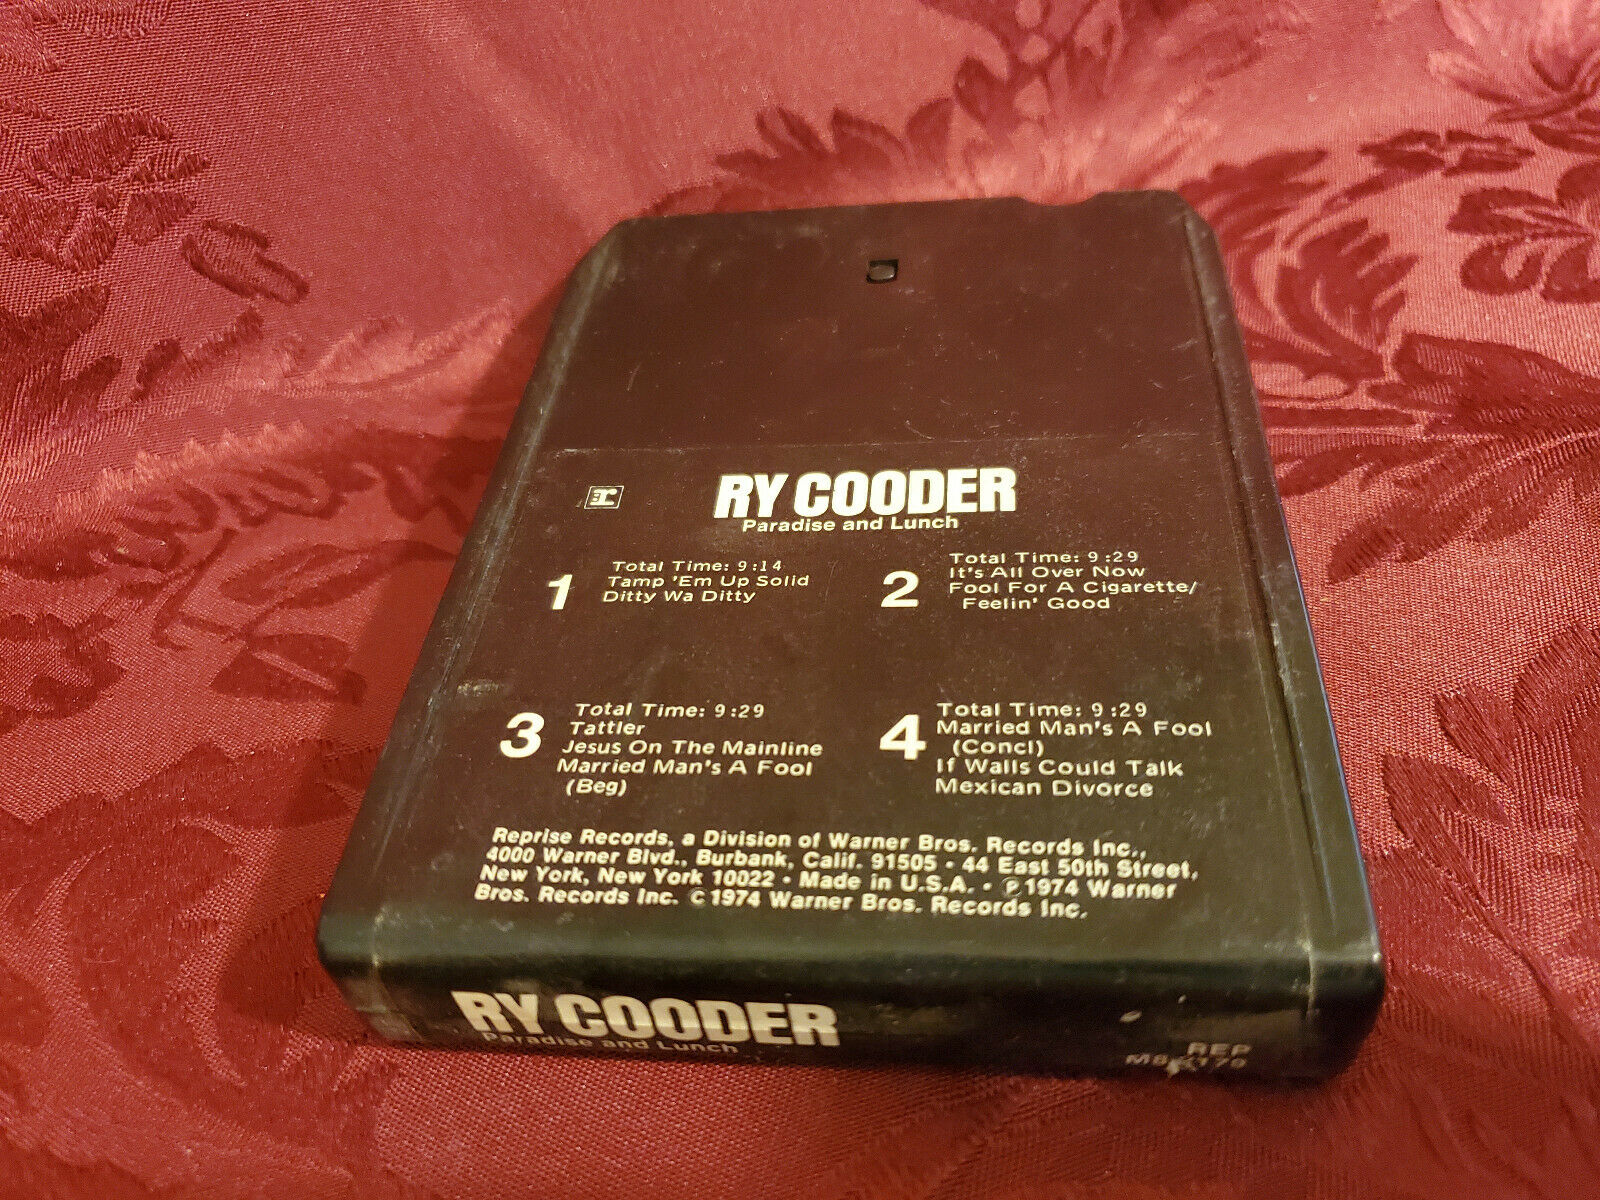 RY COODER
Paradise and Lunch
1
Total Time: 9:14
Tamp 'Em Up Solid
Ditty Wa Ditty
2
Total Time: 9:29
It's All Over Now
Fool For A Cigarette/
Feelin' Good
3
Total Time: 9:29
Tattler
Jesus On The Mainline
Married Man's A Fool
(Beg)
4
Total Time: 9:29
Married Man's A Fool
(Concl)
If Walls Could Talk
Mexican Divorce
Reprise Records, a Division of Warner Bros. Records Inc.,
4000 Warner Blvd., Burbank, Calif. 91505 • 44 East 50th Street,
New York, New York 10022 • Made in U.S.A. • ℗ 1974 Warner
Bros. Records Inc. © 1974 Warner Bros. Records Inc.
RY COODER
Paradise and Lunch
REP